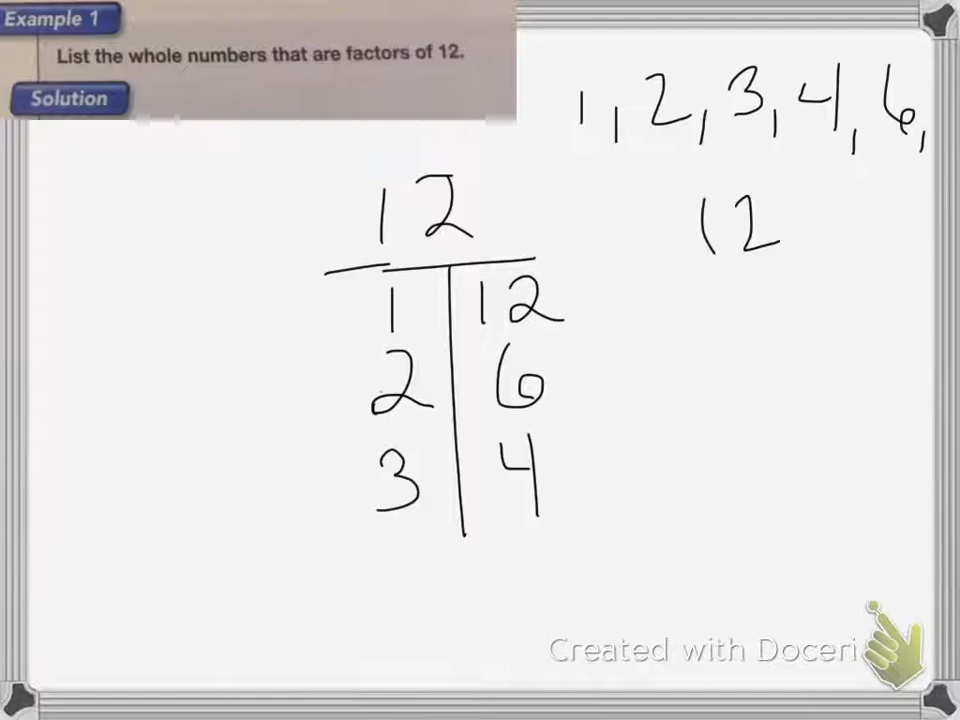 Example 1
List the whole numbers that are factors of 12.
Solution
1, 2, 3, 4, 6,
12
12
1 12
2 6
3 4
Created with Doceri